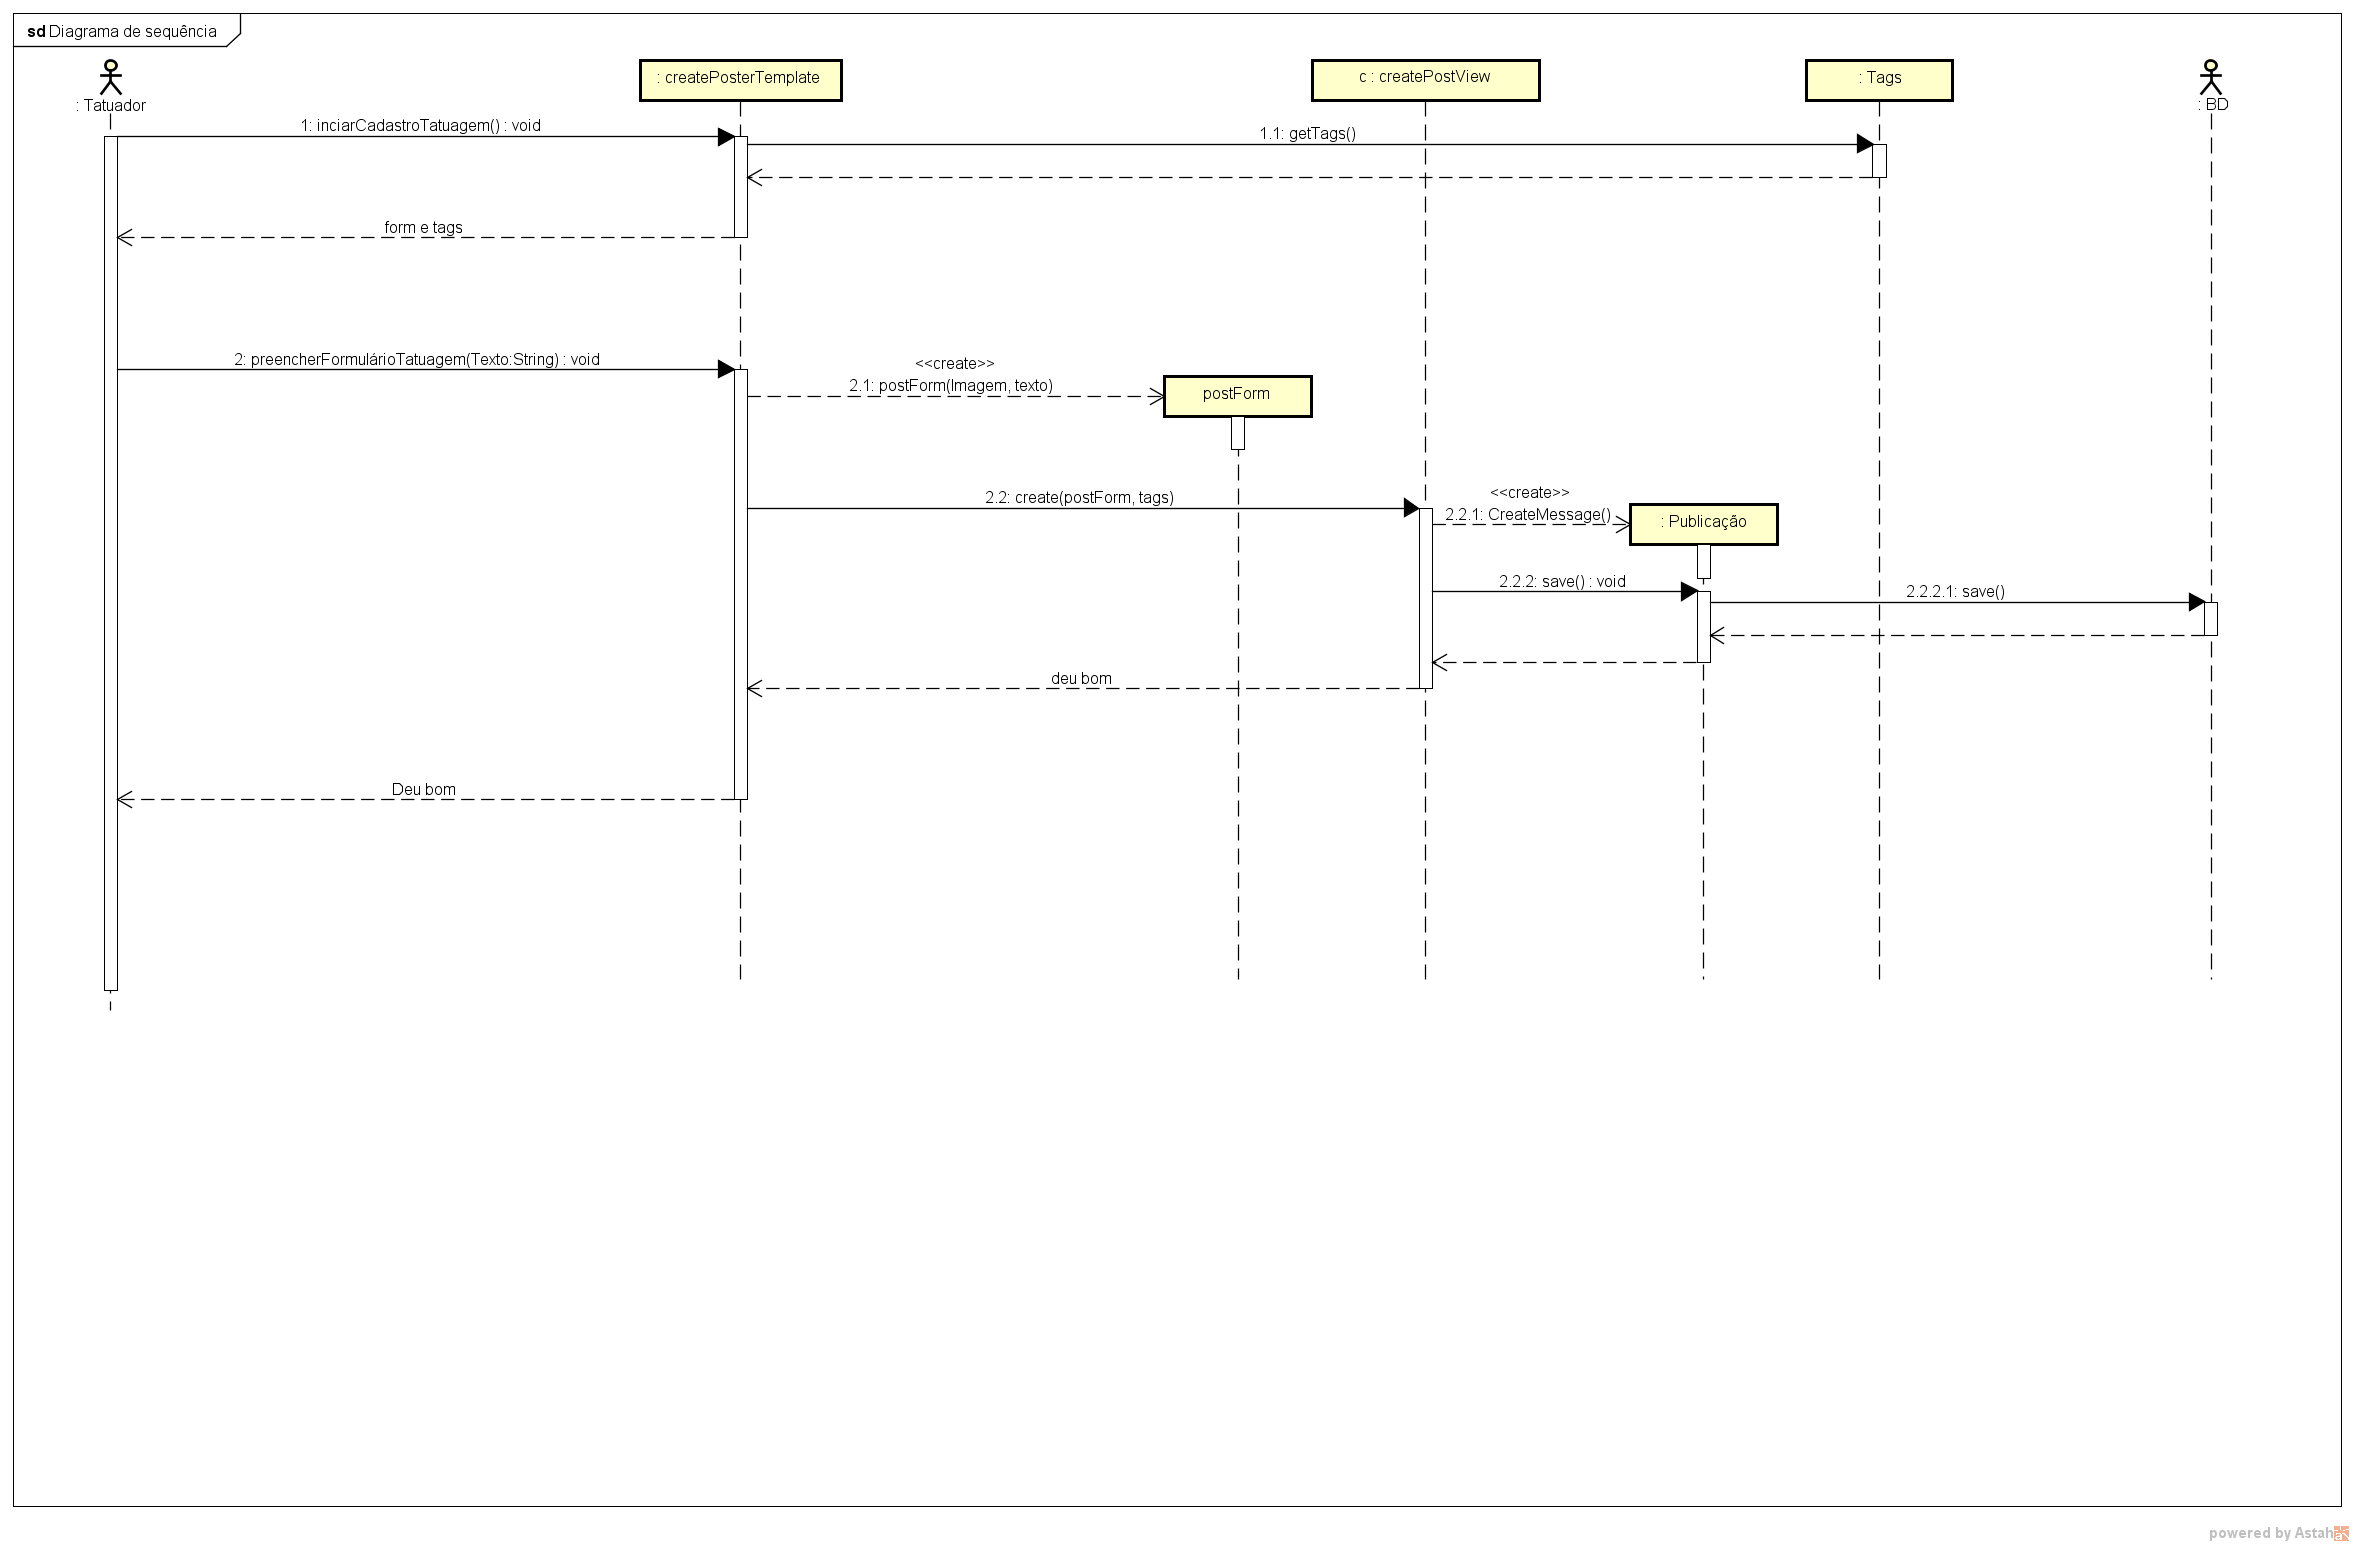 sd Diagrama de sequência
: Tatuador
: createPosterTemplate
c : createPostView
: Tags
: BD
1: inciarCadastroTatuagem() : void
1.1: getTags()
form e tags
2: preencherFormulárioTatuagem(Texto:String) : void
<<create>>
2.1: postForm(Imagem, texto)
postForm
2.2: create(postForm, tags)
<<create>>
2.2.1: CreateMessage()
: Publicação
2.2.2: save() : void
2.2.2.1: save()
deu bom
Deu bom
powered by Astah